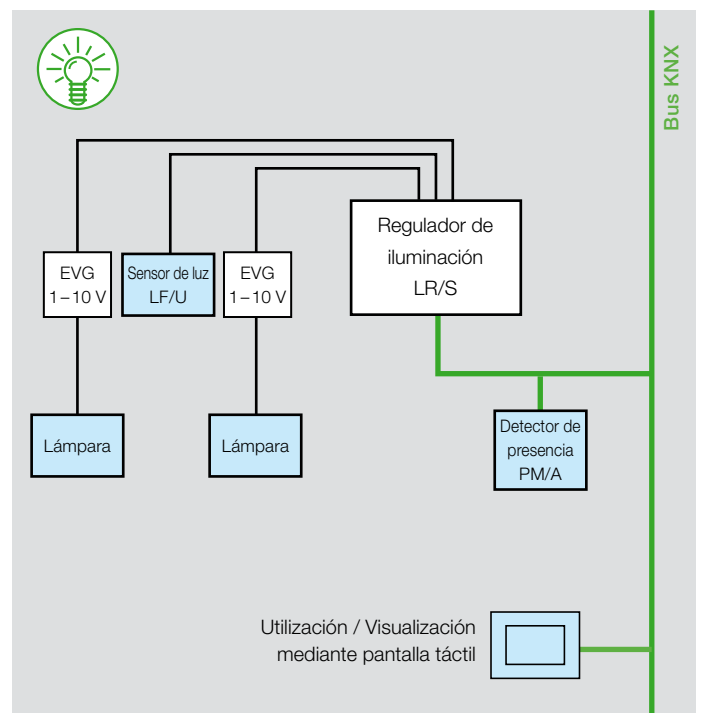 Bus KNX
Regulador de
iluminación
LR/S
EVG
1–10 V
Sensor de luz
LF/U
EVG
1–10 V
Lámpara
Lámpara
Detector de
presencia
PM/A
Utilización / Visualización
mediante pantalla táctil